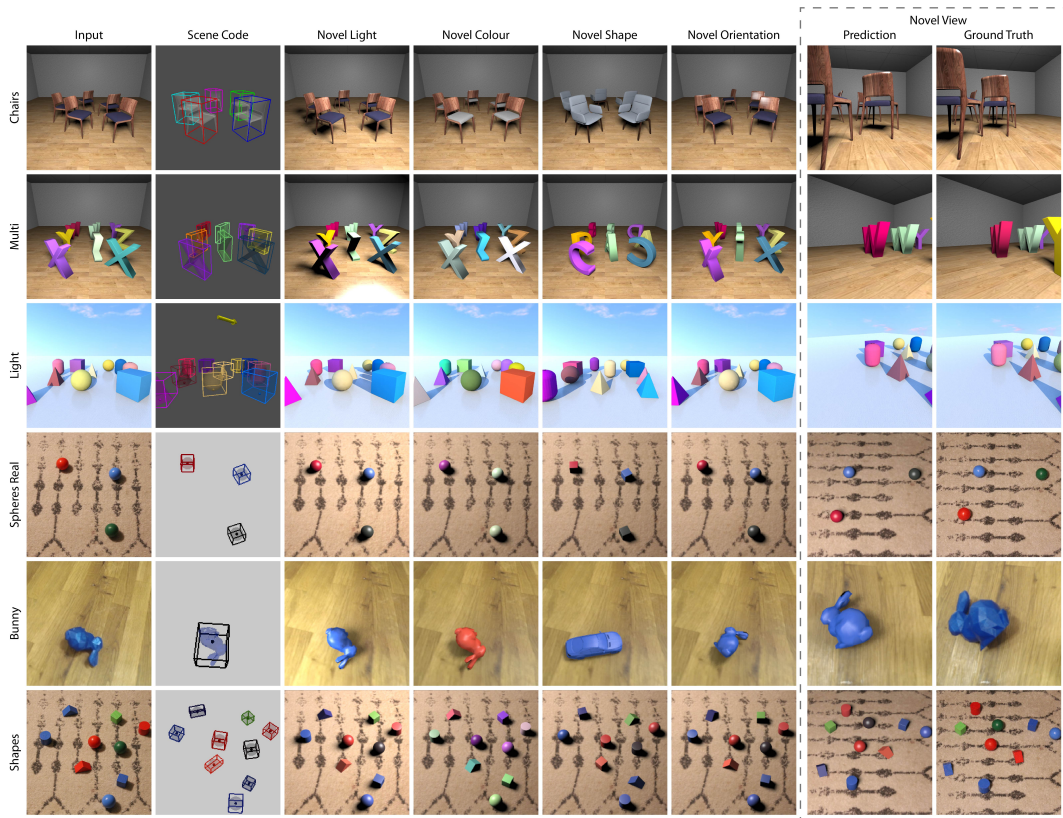 Novel View
Input Scene Code Novel Light Novel Colour Novel Shape Novel Orientation Prediction Ground Truth
Chairs
Multi
Light
Spheres Real
Bunny
Shapes